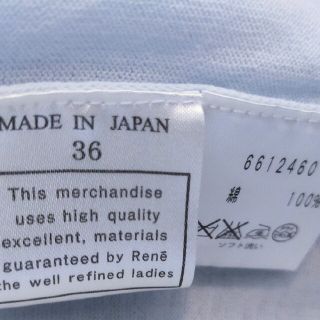 MADE IN JAPAN
36
This merchandise
uses high quality
excellent, materials
guaranteed by René
the well refined ladies
6612460
綿 100%